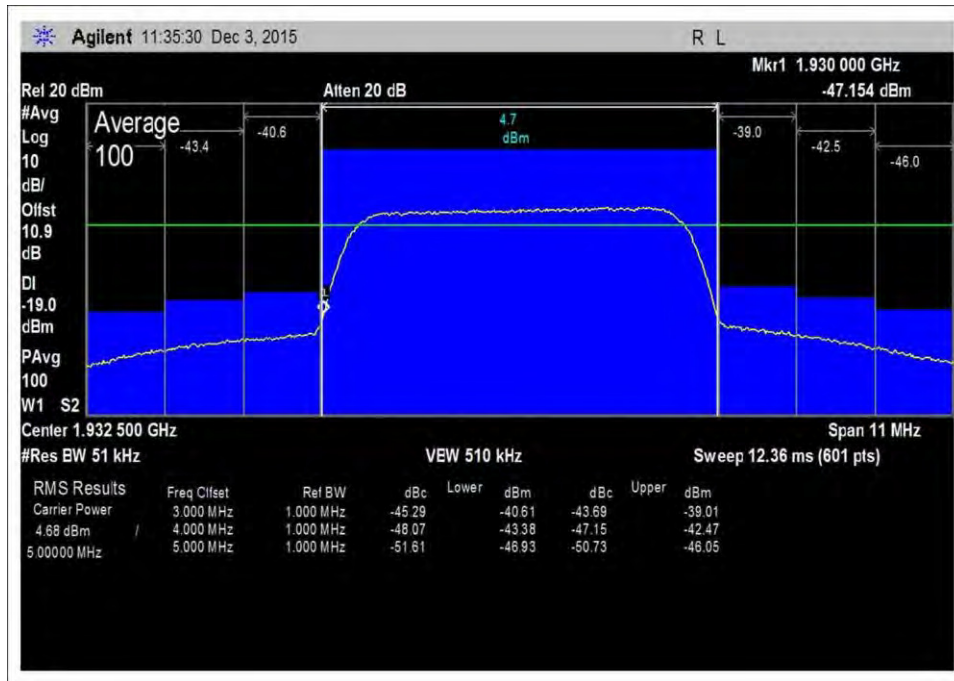 Agilent 11:35:30 Dec 3, 2015 R L
Mkr1 1.930 000 GHz
Ref 20 dBm Atten 20 dB -47.154 dBm
#Avg
Log
10
dB/
Offst
10.9
dB
DI
-19.0
dBm
PAvg
100
W1 S2
Average
100
-43.4
-40.6
4.7
dBm
-39.0
-42.5
-46.0
Center 1.932 500 GHz Span 11 MHz
#Res BW 51 kHz VBW 510 kHz Sweep 12.36 ms (601 pts)
RMS Results Freq Offset Ref BW dBc Lower dBm dBc Upper dBm
Carrier Power 3.000 MHz 1.000 MHz -45.29 -40.61 -43.69 -39.01
4.68 dBm / 4.000 MHz 1.000 MHz -48.07 -43.38 -47.15 -42.47
5.00000 MHz 5.000 MHz 1.000 MHz -51.61 -46.93 -50.73 -46.05